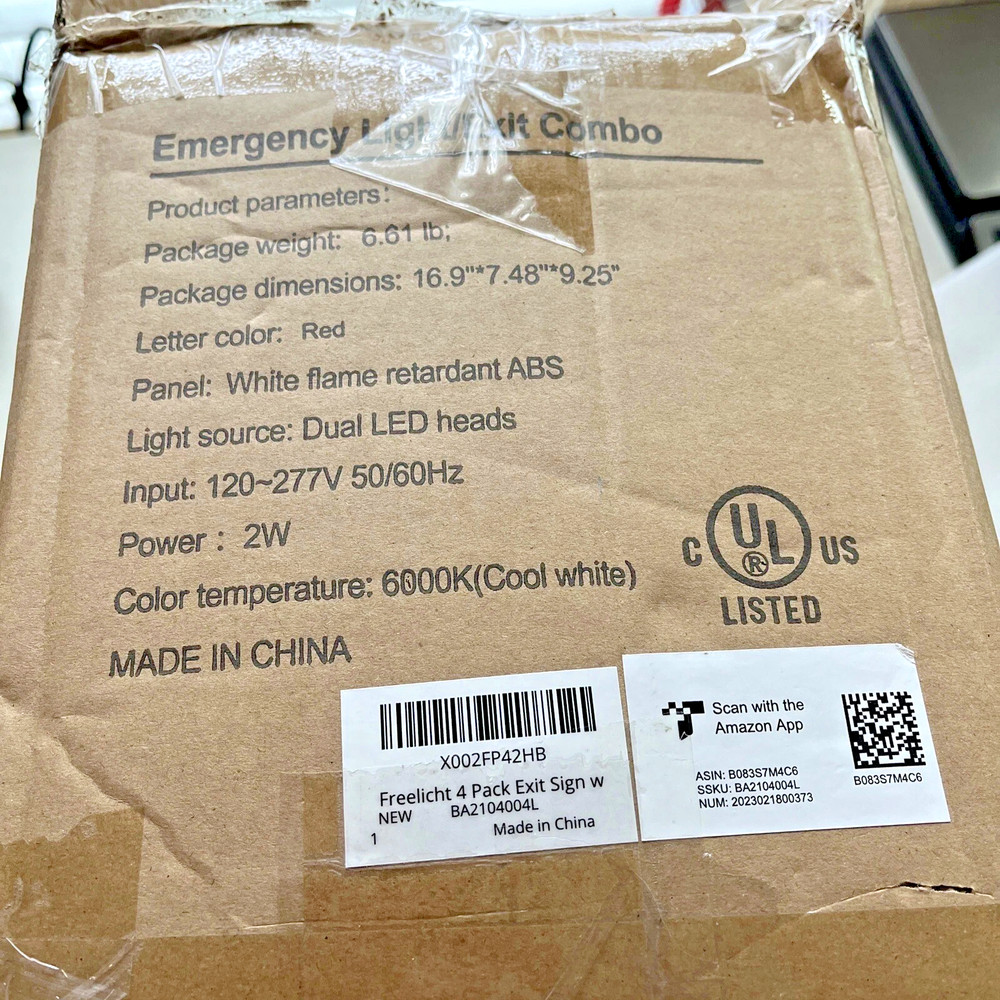 Emergency Light/Exit Combo
Product parameters:
Package weight: 6.61 lb;
Package dimensions: 16.9"*7.48"*9.25"
Letter color: Red
Panel: White flame retardant ABS
Light source: Dual LED heads
Input: 120~277V 50/60Hz
Power : 2W
Color temperature: 6000K(Cool white)
MADE IN CHINA
C UL ® US
LISTED
X002FP42HB
Freelicht 4 Pack Exit Sign w
NEW BA2104004L
1 Made in China
Scan with the
Amazon App
ASIN: B083S7M4C6
SSKU: BA2104004L
NUM: 2023021800373
B083S7M4C6